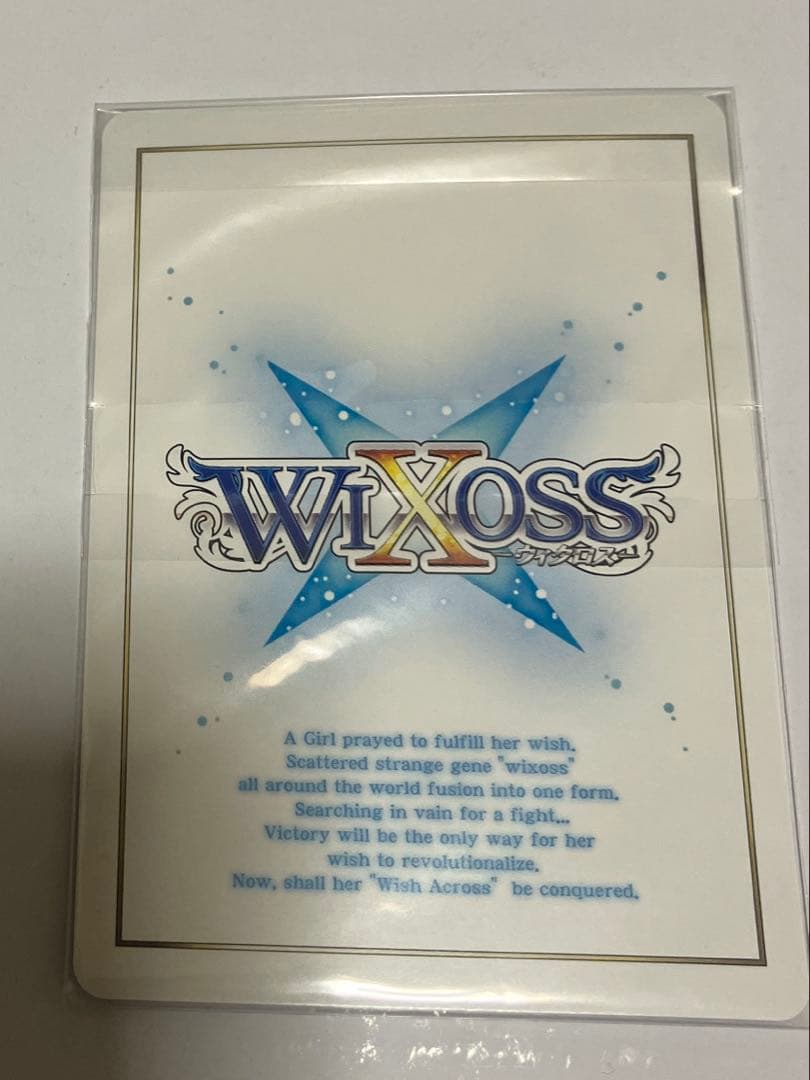 WIXOSS
ーウィクロスー
A Girl prayed to fulfill her wish.
Scattered strange gene "wixoss"
all around the world fusion into one form.
Searching in vain for a fight...
Victory will be the only way for her
wish to revolutionalize.
Now, shall her "Wish Across" be conquered.